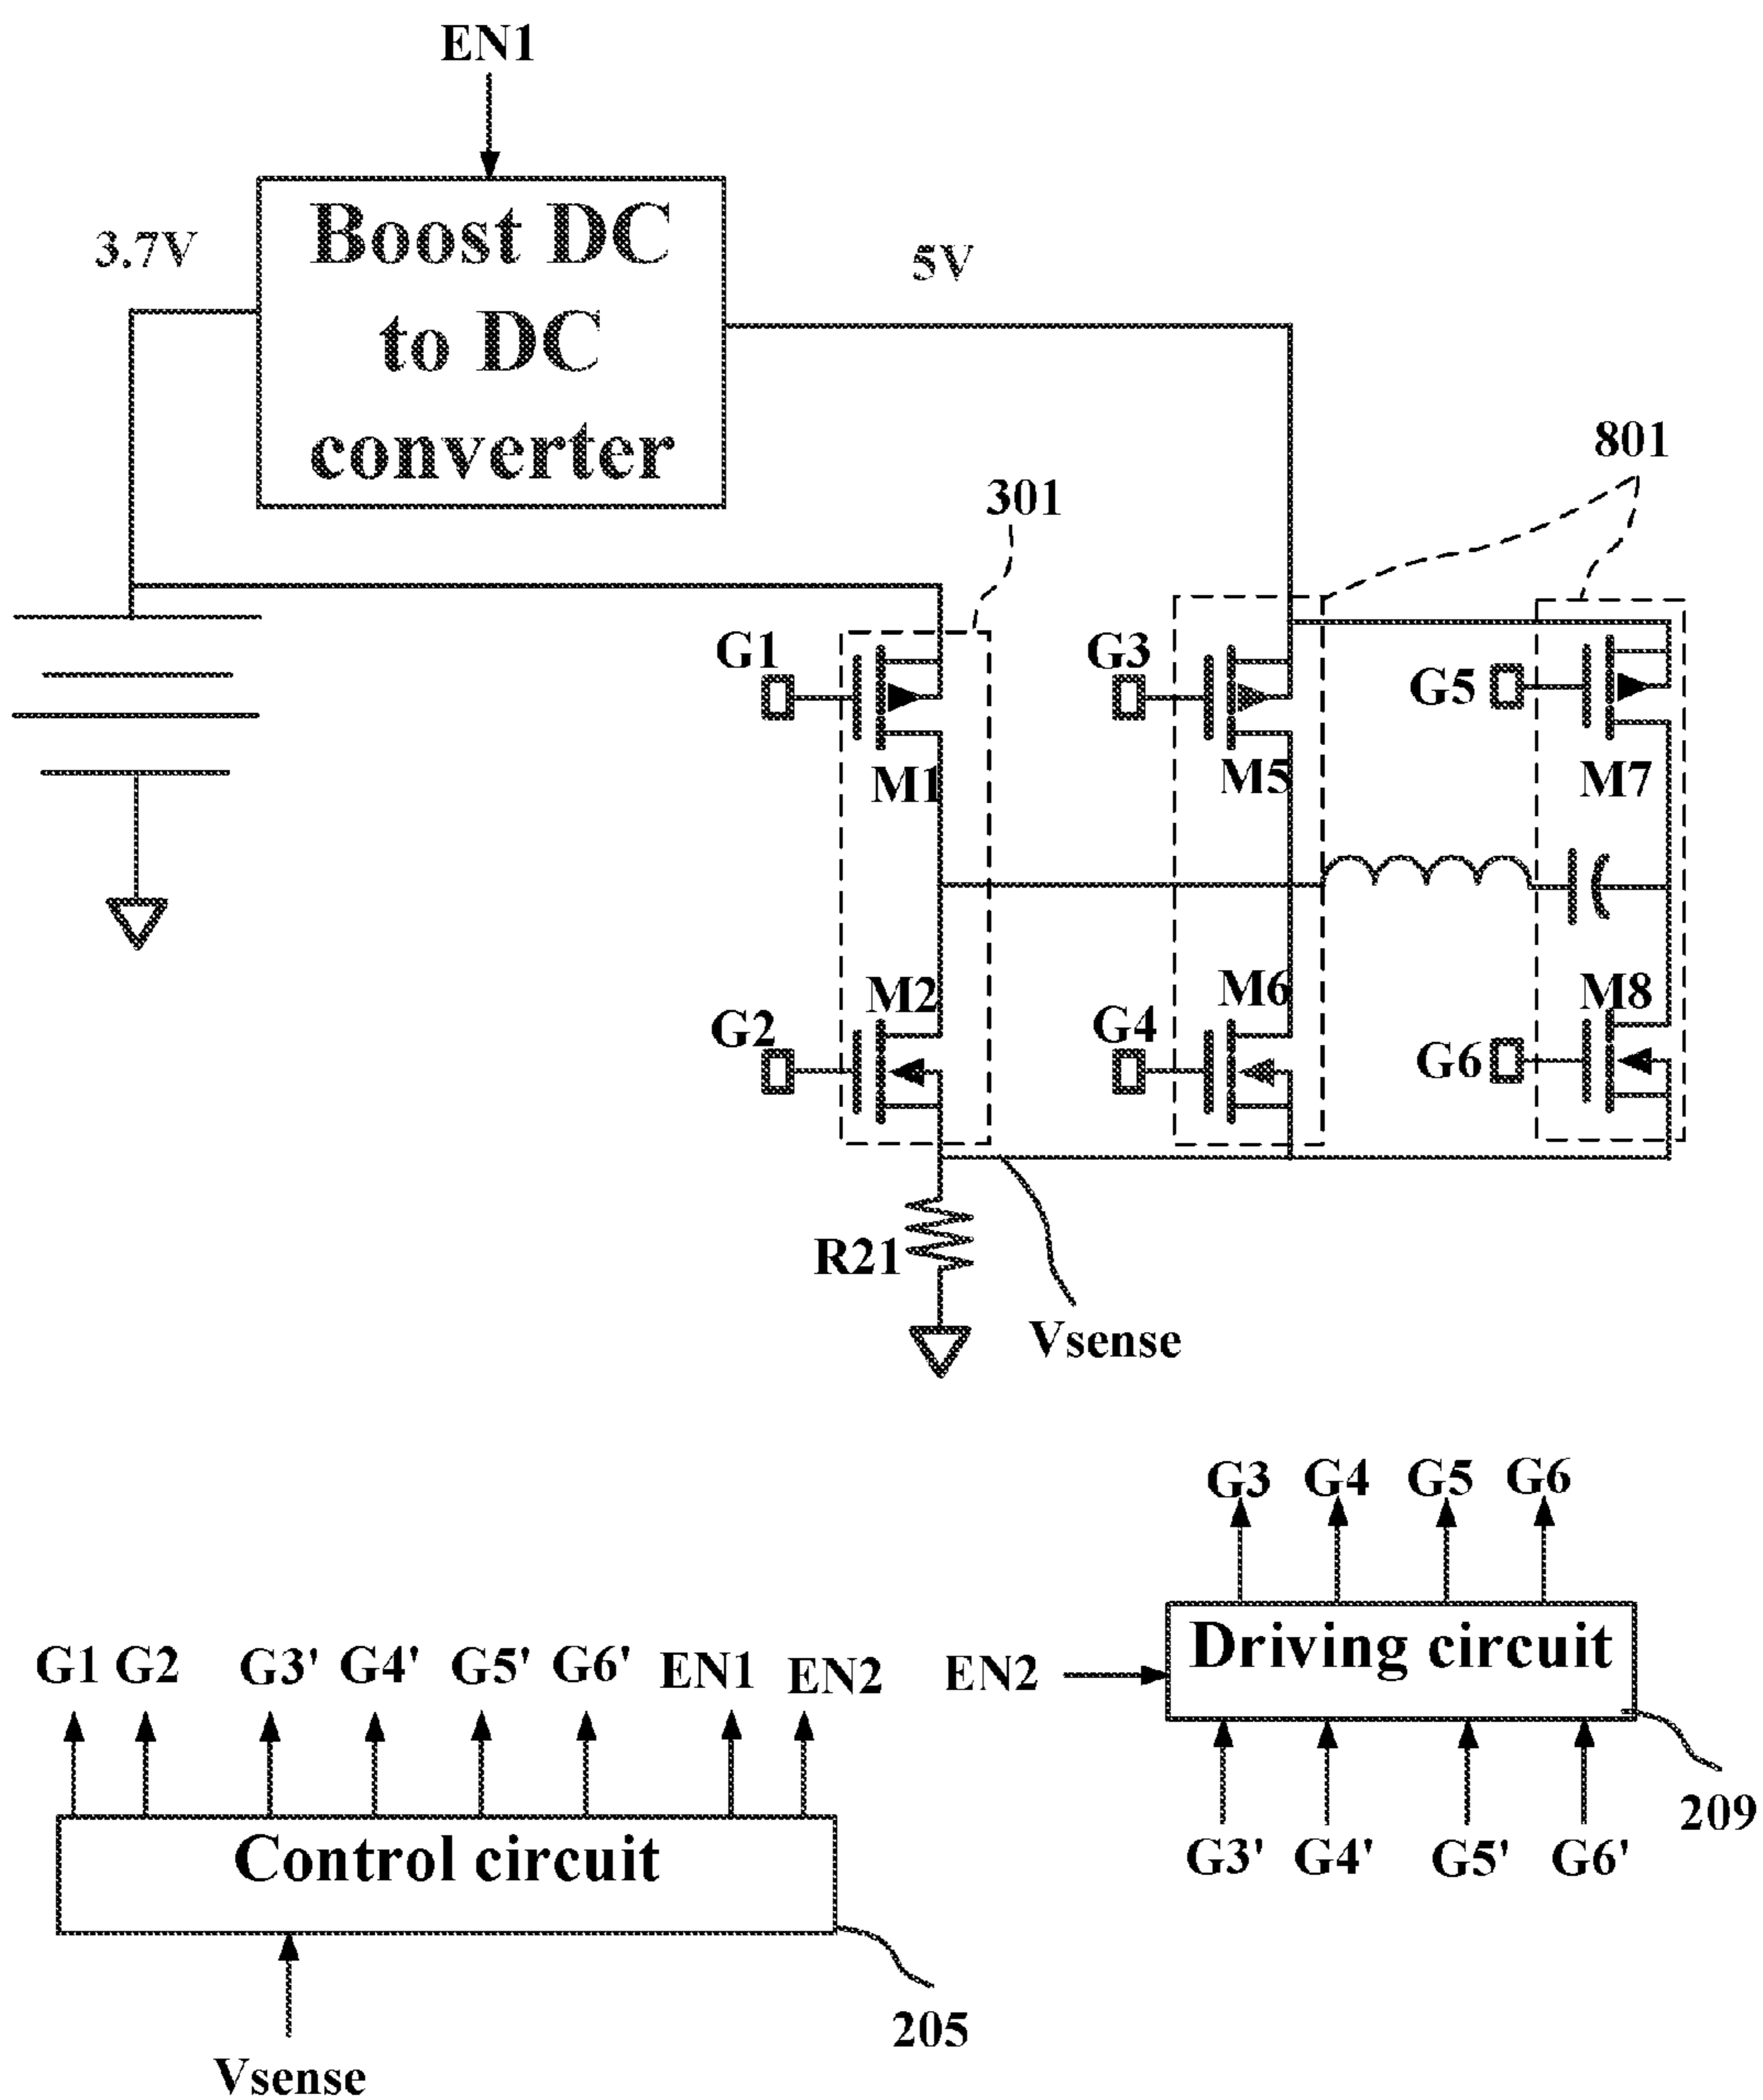 EN1
3.7V
Boost DC
to DC
converter
5V
801
301
G1
G3
G5
M1
M5
M7
M2
M6
M8
G2
G4
G6
R21
Vsense
G3 G4 G5 G6
Driving circuit
EN2
209
G3' G4' G5' G6'
G1 G2 G3' G4' G5' G6' EN1 EN2
Control circuit
205
Vsense